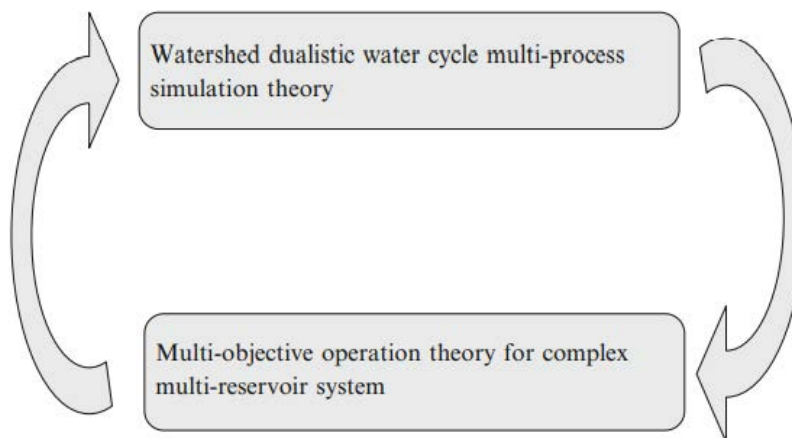 Watershed dualistic water cycle multi-process
simulation theory
Multi-objective operation theory for complex
multi-reservoir system